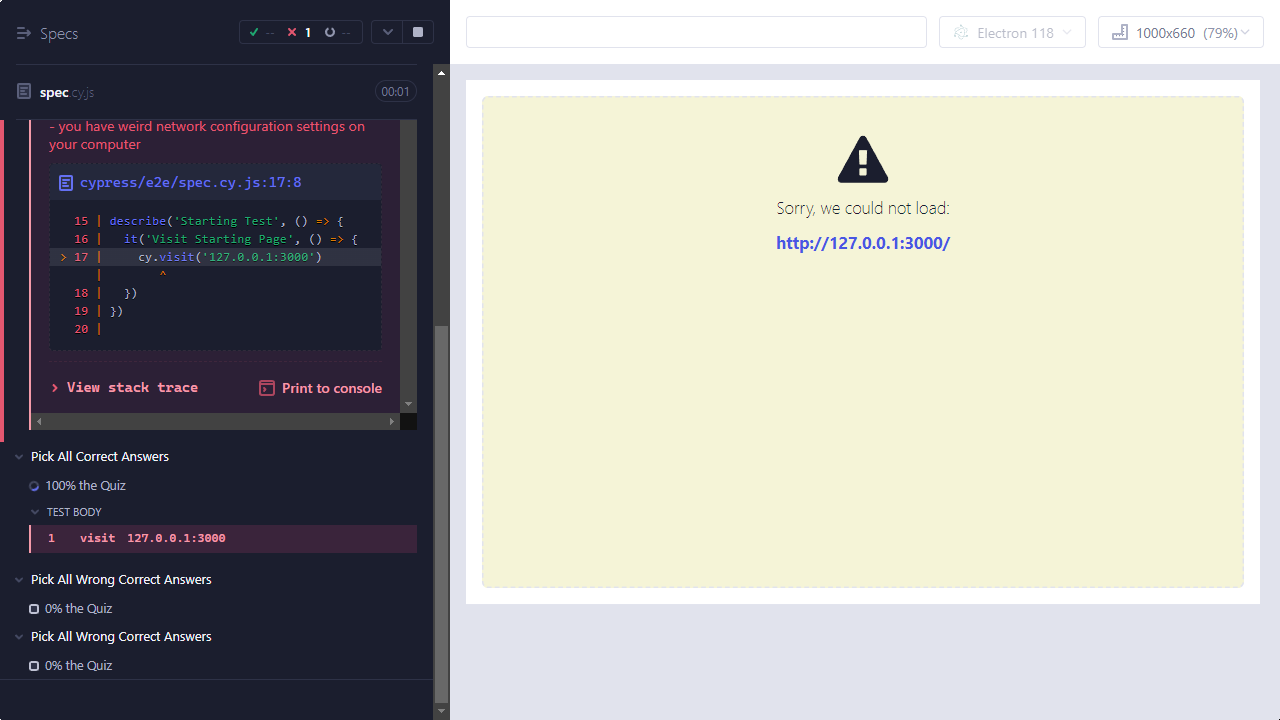 Specs
-- 1 --
Electron 118
1000x660 (79%)
spec.cy.js
00:01
- you have weird network configuration settings on
your computer
cypress/e2e/spec.cy.js:17:8
15 | describe('Starting Test', () => {
16 |   it('Visit Starting Page', () => {
> 17 |     cy.visit('127.0.0.1:3000')
|        ^
18 |   })
19 | })
20 |
> View stack trace
Print to console
Pick All Correct Answers
100% the Quiz
TEST BODY
1 visit 127.0.0.1:3000
Pick All Wrong Correct Answers
0% the Quiz
Pick All Wrong Correct Answers
0% the Quiz
Sorry, we could not load:
http://127.0.0.1:3000/